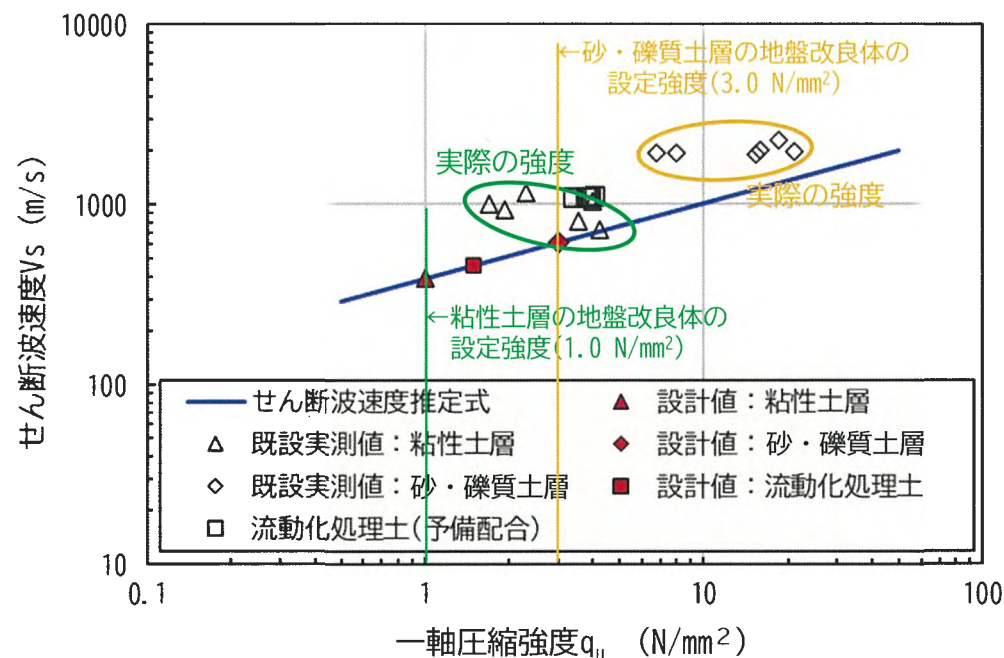 10000
1000
100
10
0.1
1
10
100
せん断波速度Vs (m/s)
一軸圧縮強度qu (N/mm²)
←砂・礫質土層の地盤改良体の
設定強度(3.0 N/mm²)
実際の強度
実際の強度
←粘性土層の地盤改良体の
設定強度(1.0 N/mm²)
せん断波速度推定式
設計値：粘性土層
既設実測値：粘性土層
設計値：砂・礫質土層
既設実測値：砂・礫質土層
設計値：流動化処理土
流動化処理土(予備配合)